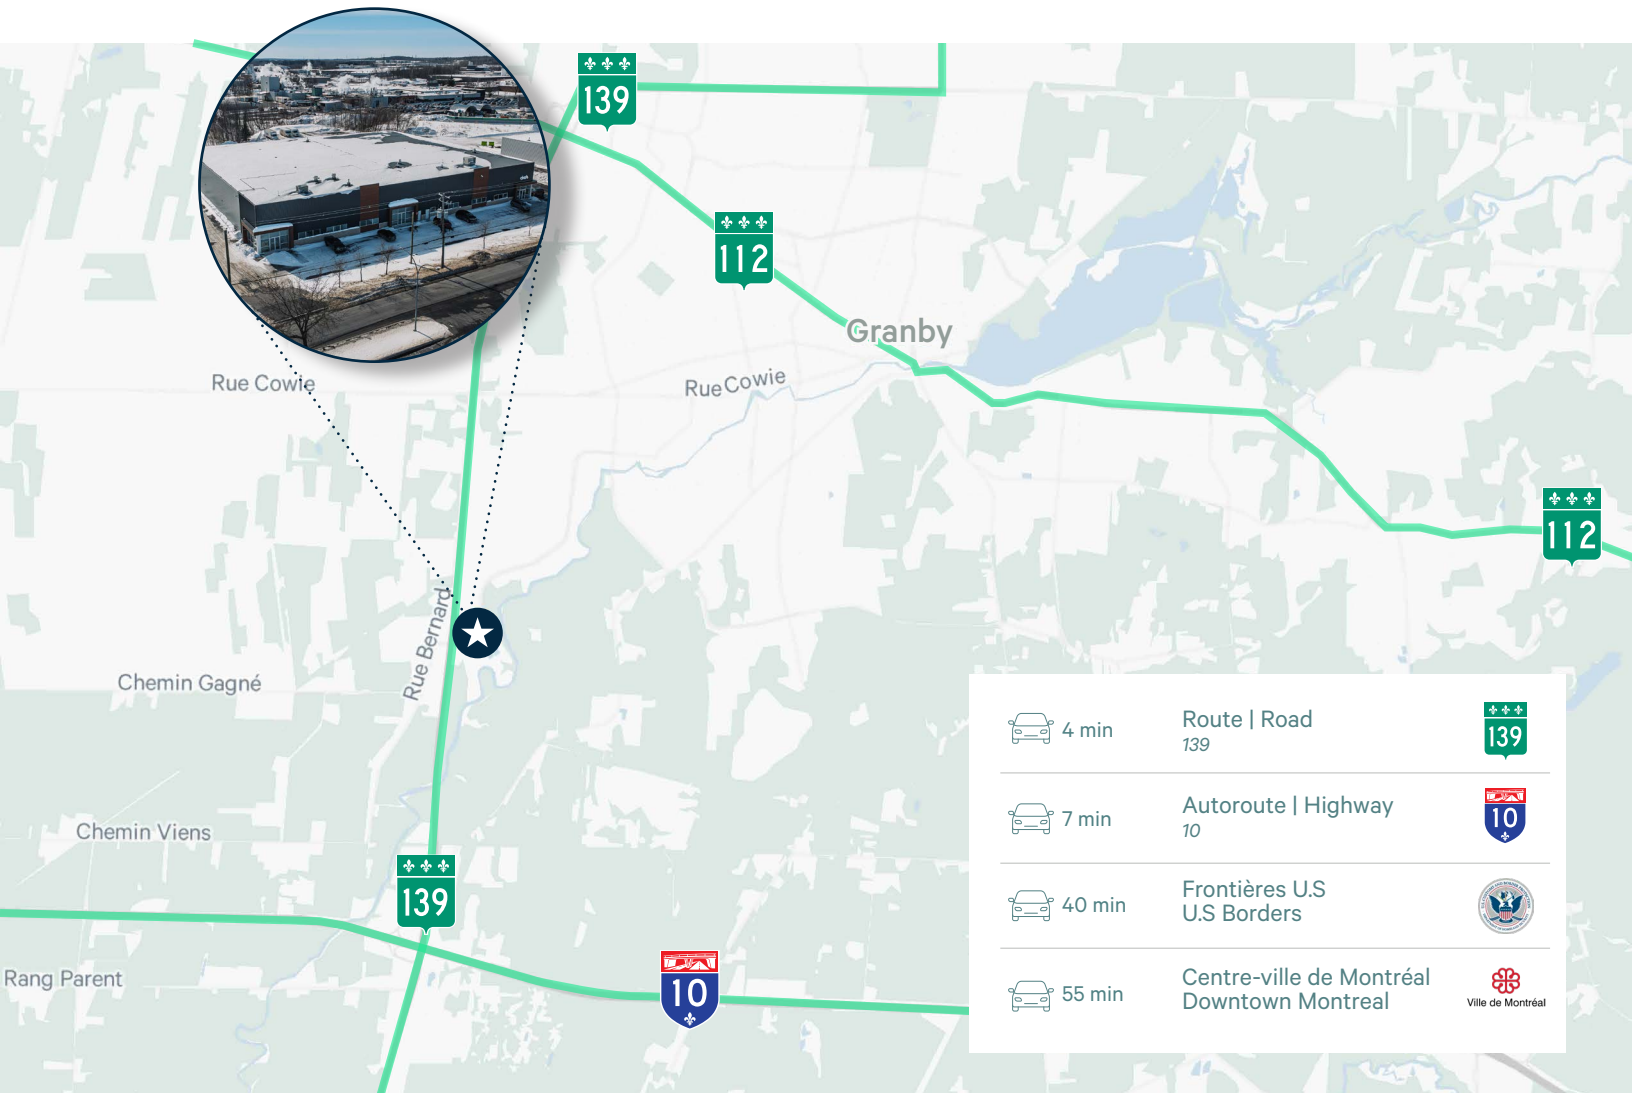 139
112
Granby
Rue Cowie
Rue Cowie
112
Rue Bernard
Chemin Gagné
Chemin Viens
139
Rang Parent
10
4 min
Route | Road
139
139
7 min
Autoroute | Highway
10
10
40 min
Frontières U.S
U.S Borders
55 min
Centre-ville de Montréal
Downtown Montreal
Ville de Montréal